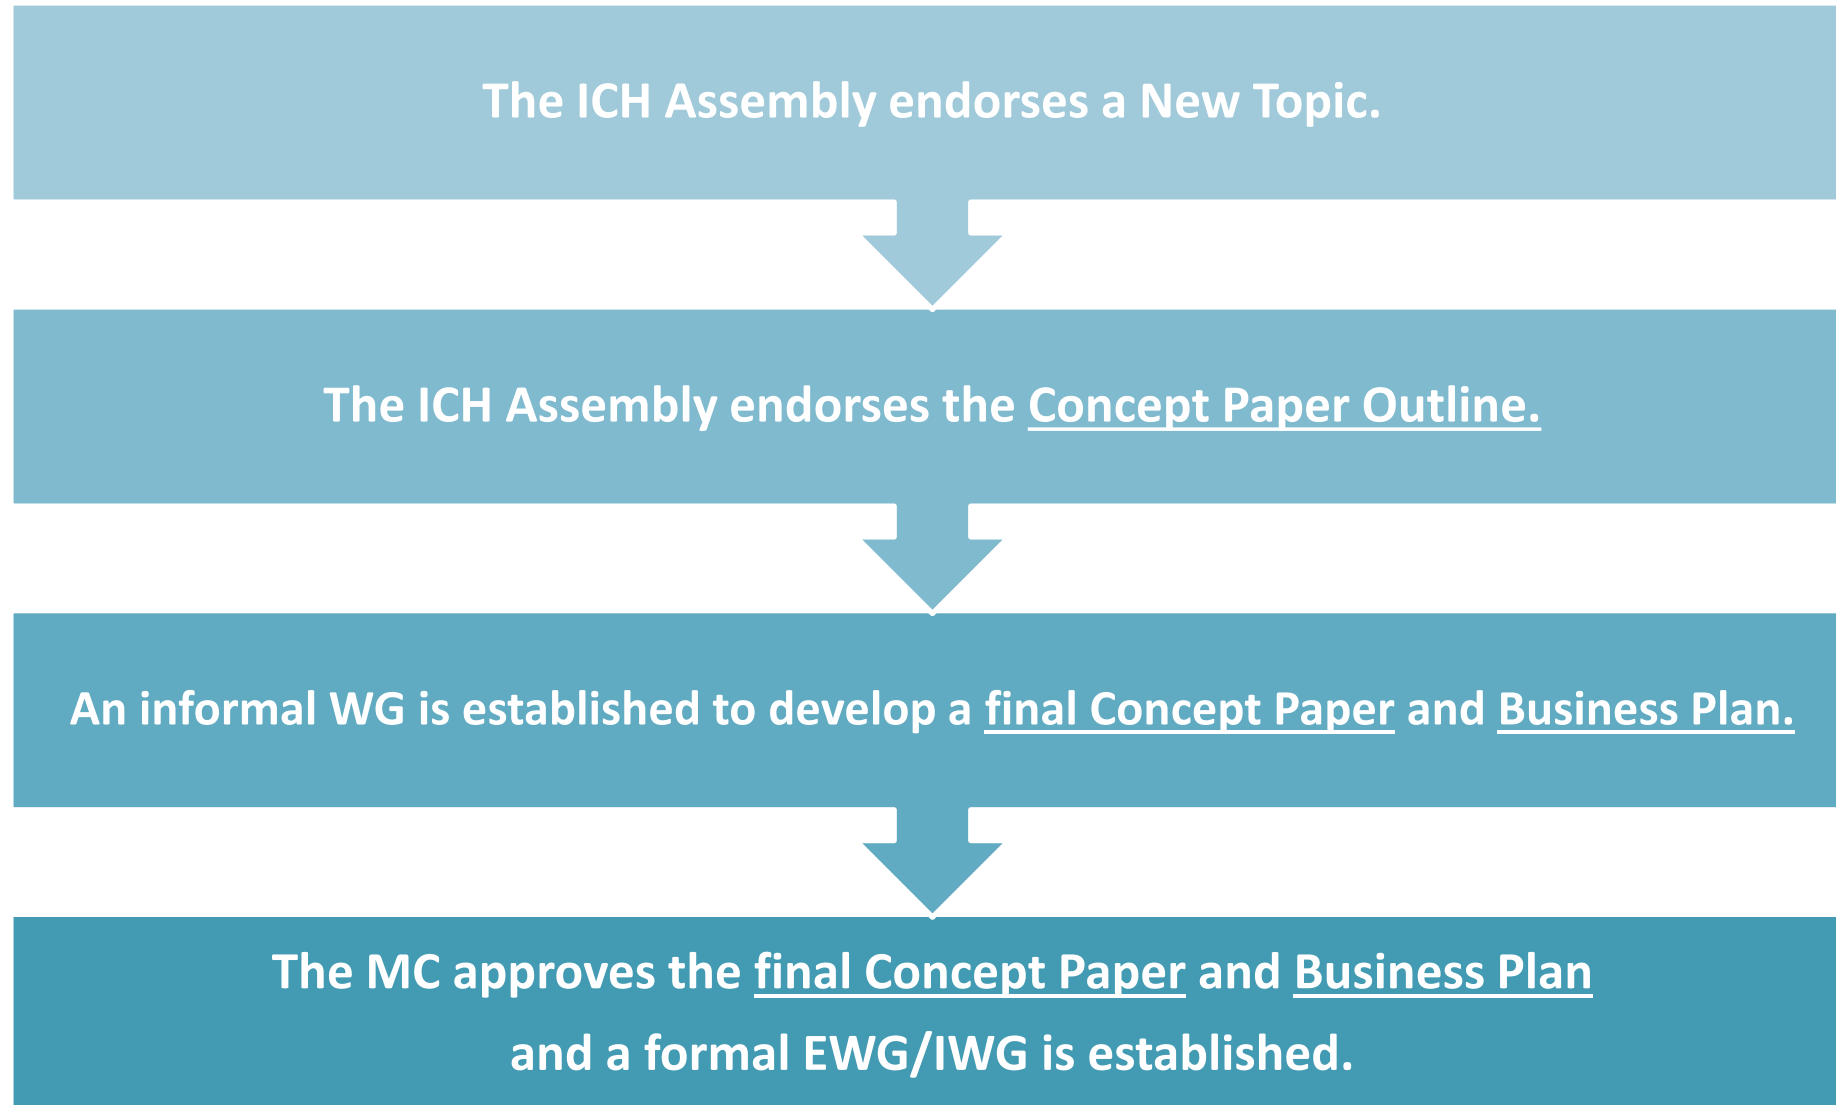 The ICH Assembly endorses a New Topic.
The ICH Assembly endorses the Concept Paper Outline.
An informal WG is established to develop a final Concept Paper and Business Plan.
The MC approves the final Concept Paper and Business Plan
and a formal EWG/IWG is established.